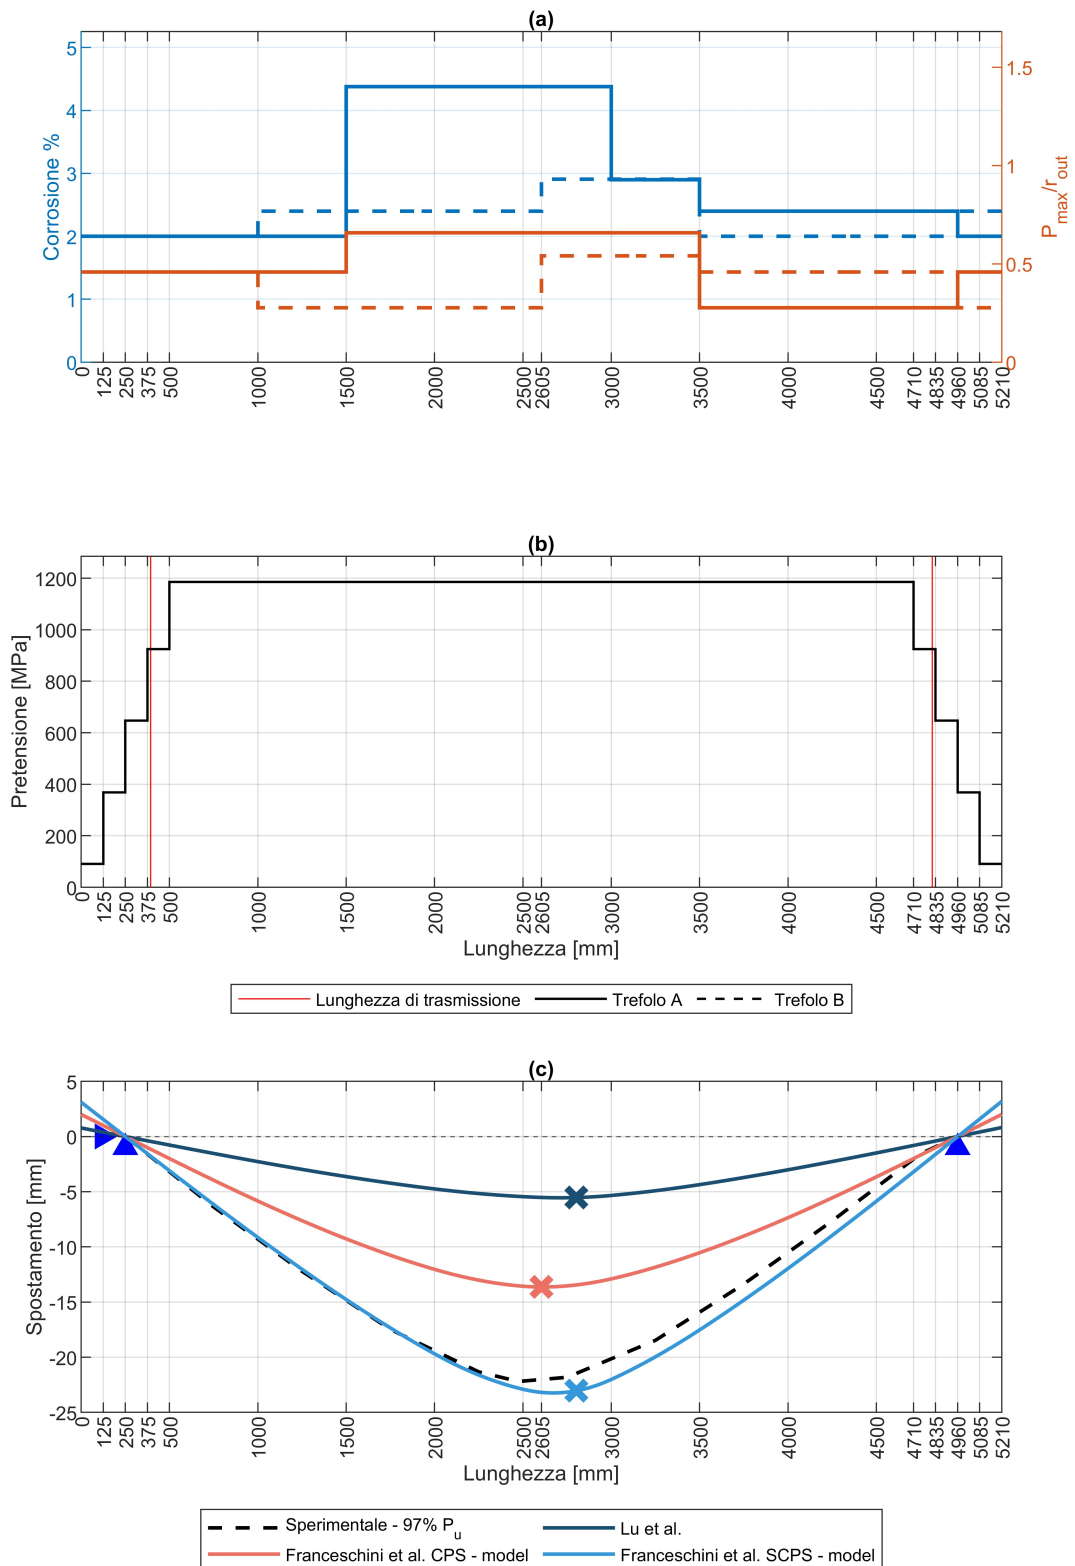 (a)
Corrosione %
5
4
3
2
1
0
P_max/r_out
1.5
1
0.5
0
0 125 250 375 500 1000 1500 2000 2500 2605 3000 3500 4000 4500 4710 4835 4960 5085 5210
(b)
Pretensione [MPa]
1200
1000
800
600
400
200
0
0 125 250 375 500 1000 1500 2000 2500 2605 3000 3500 4000 4500 4710 4835 4960 5085 5210
Lunghezza [mm]
Lunghezza di trasmissione Trefolo A Trefolo B
(c)
Spostamento [mm]
5
0
-5
-10
-15
-20
-25
0 125 250 375 500 1000 1500 2000 2500 2605 3000 3500 4000 4500 4710 4835 4960 5085 5210
Lunghezza [mm]
Sperimentale - 97% P_u Lu et al.
Franceschini et al. CPS - model Franceschini et al. SCPS - model